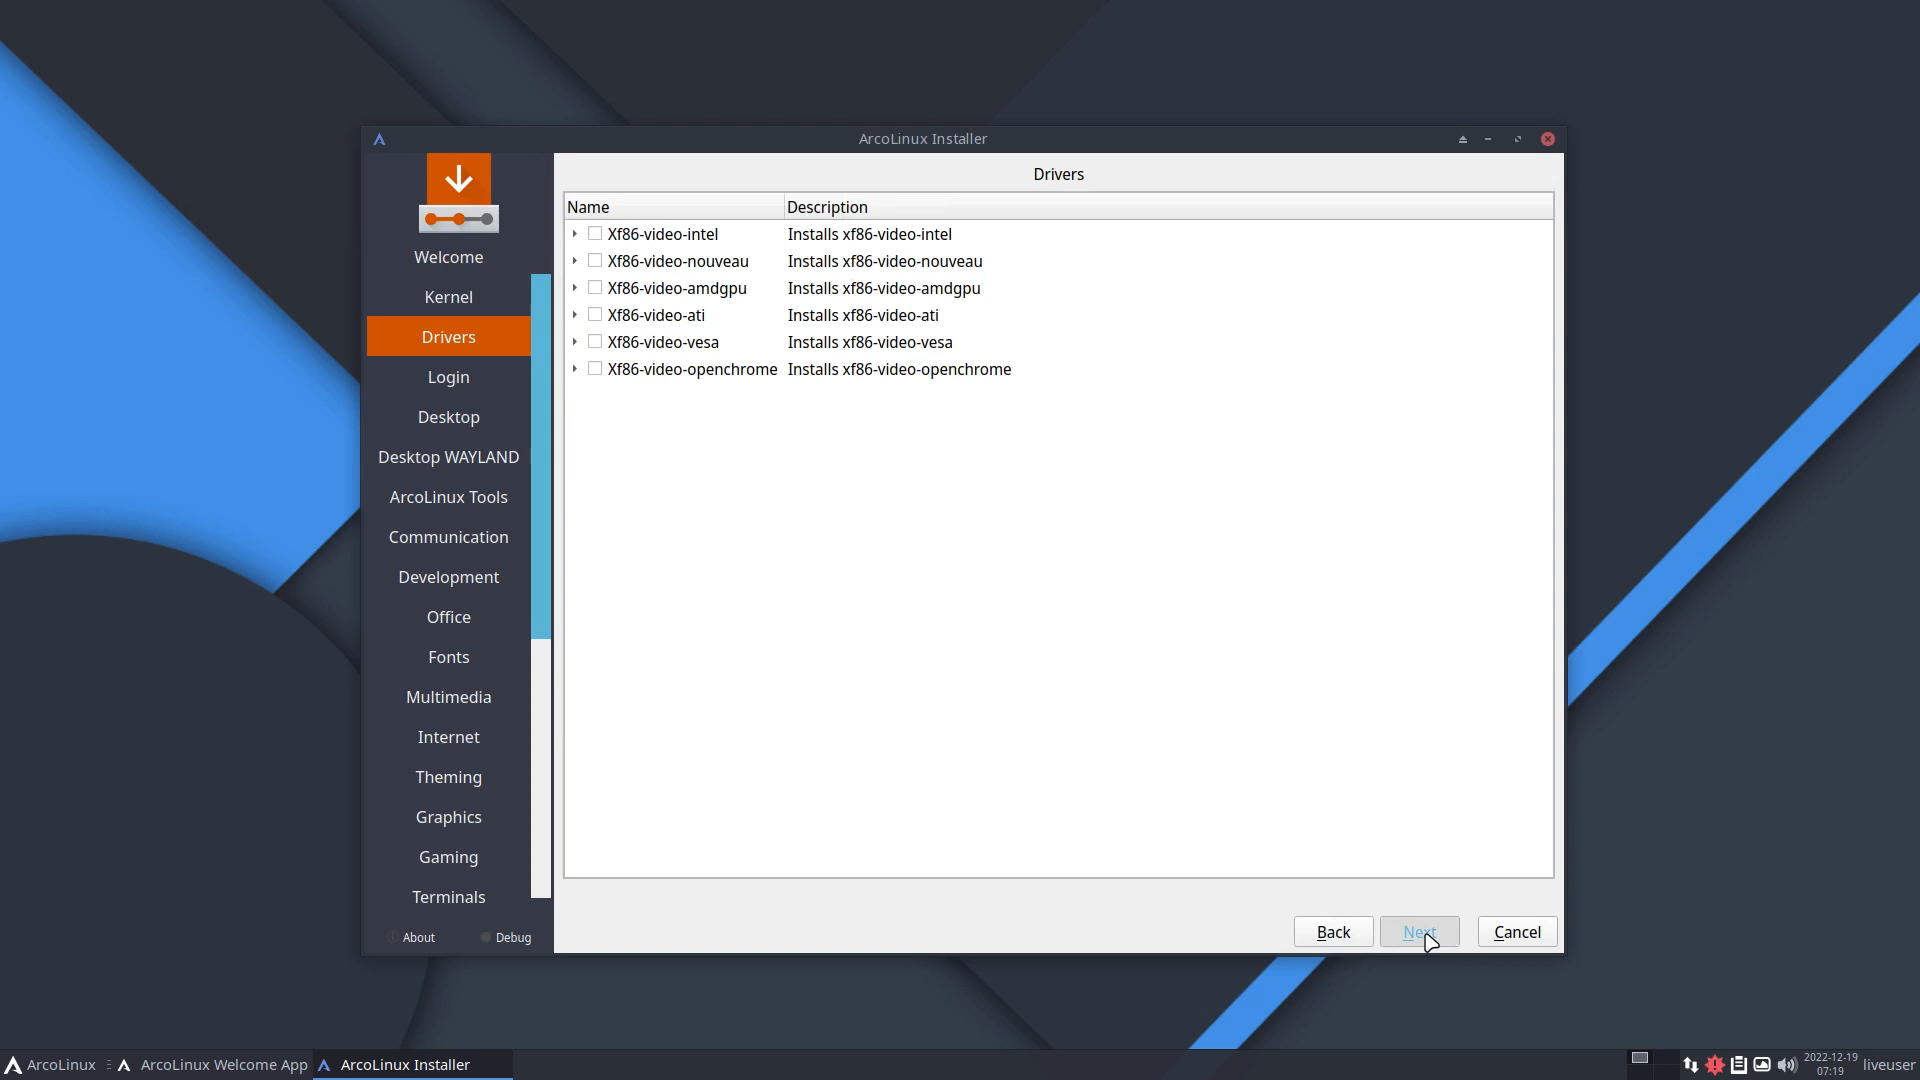 ArcoLinux Installer
Drivers
Name Description
Xf86-video-intel Installs xf86-video-intel
Xf86-video-nouveau Installs xf86-video-nouveau
Xf86-video-amdgpu Installs xf86-video-amdgpu
Xf86-video-ati Installs xf86-video-ati
Xf86-video-vesa Installs xf86-video-vesa
Xf86-video-openchrome Installs xf86-video-openchrome
Welcome
Kernel
Drivers
Login
Desktop
Desktop WAYLAND
ArcoLinux Tools
Communication
Development
Office
Fonts
Multimedia
Internet
Theming
Graphics
Gaming
Terminals
About Debug
Back Next Cancel
ArcoLinux ArcoLinux Welcome App ArcoLinux Installer
2022-12-19
07:19
liveuser